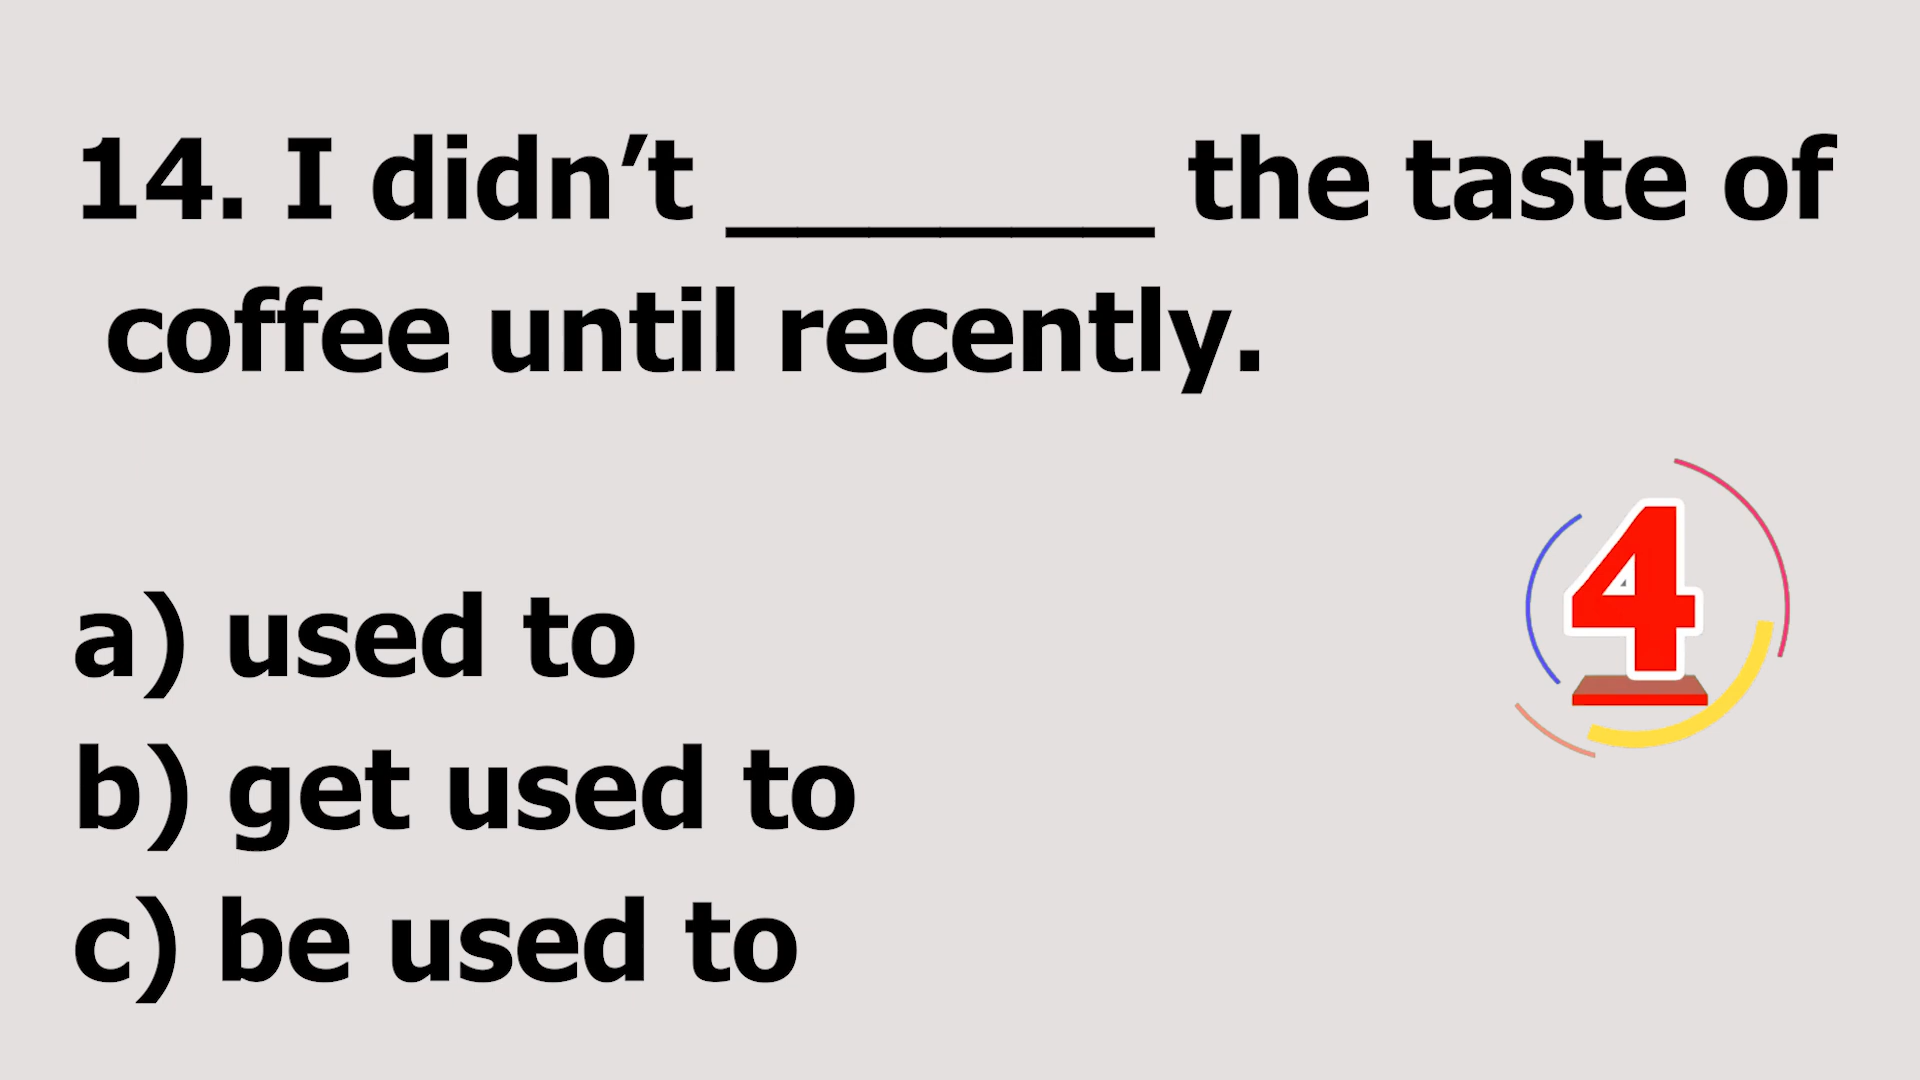 14. I didn’t ________ the taste of
coffee until recently.
4
a) used to
b) get used to
c) be used to